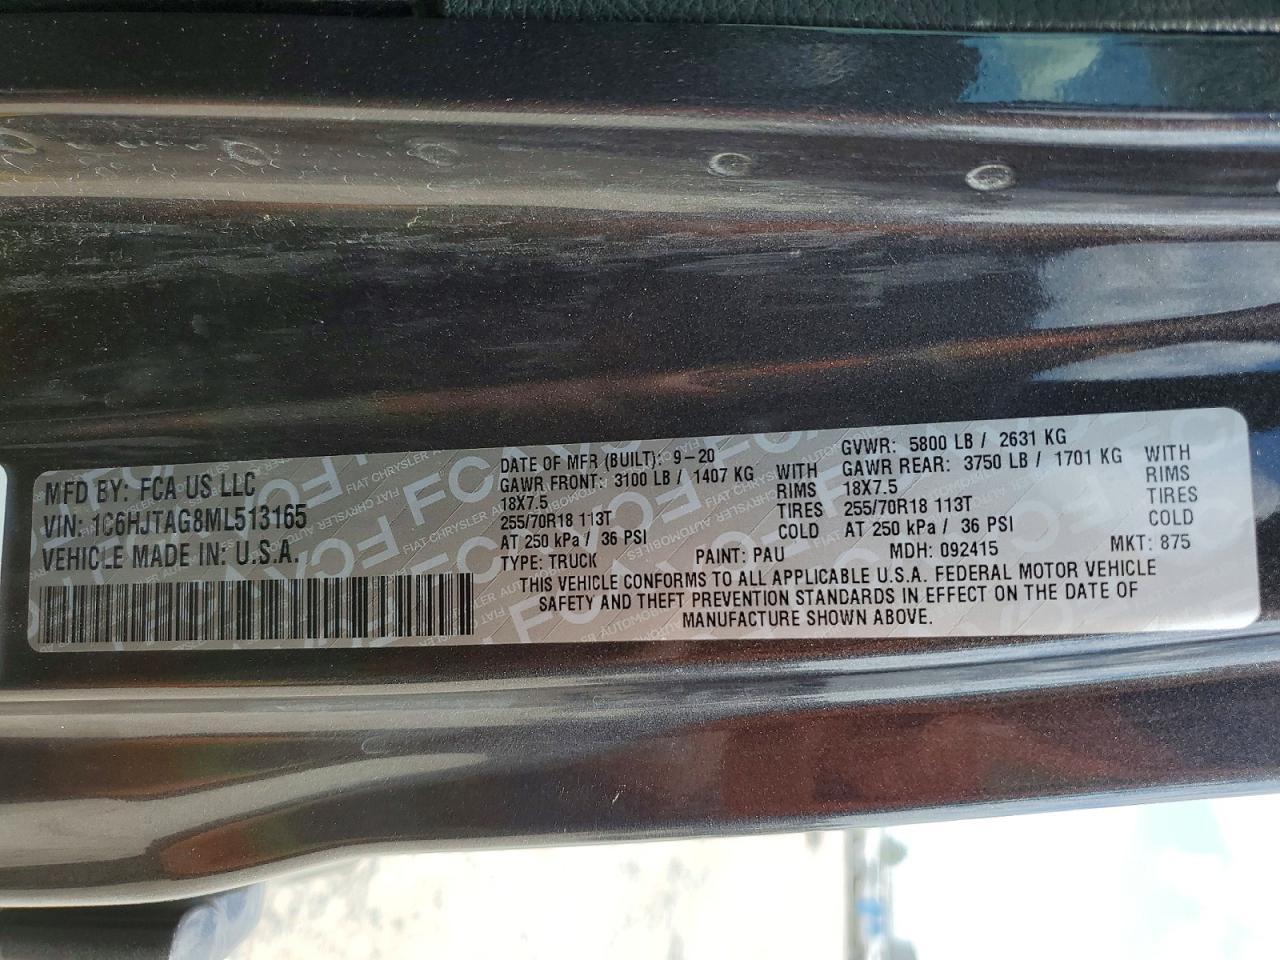 MFD BY: FCA US LLC
VIN: 1C6HJTAG8ML513165
VEHICLE MADE IN: U.S.A.
DATE OF MFR (BUILT): 9-20
GVWR: 5800 LB / 2631 KG
GAWR FRONT: 3100 LB / 1407 KG WITH
GAWR REAR: 3750 LB / 1701 KG WITH
18X7.5 RIMS
18X7.5 RIMS
255/70R18 113T TIRES
255/70R18 113T TIRES
AT 250 kPa / 36 PSI COLD
AT 250 kPa / 36 PSI COLD
TYPE: TRUCK PAINT: PAU MDH: 092415 MKT: 875
THIS VEHICLE CONFORMS TO ALL APPLICABLE U.S.A. FEDERAL MOTOR VEHICLE
SAFETY AND THEFT PREVENTION STANDARDS IN EFFECT ON THE DATE OF
MANUFACTURE SHOWN ABOVE.